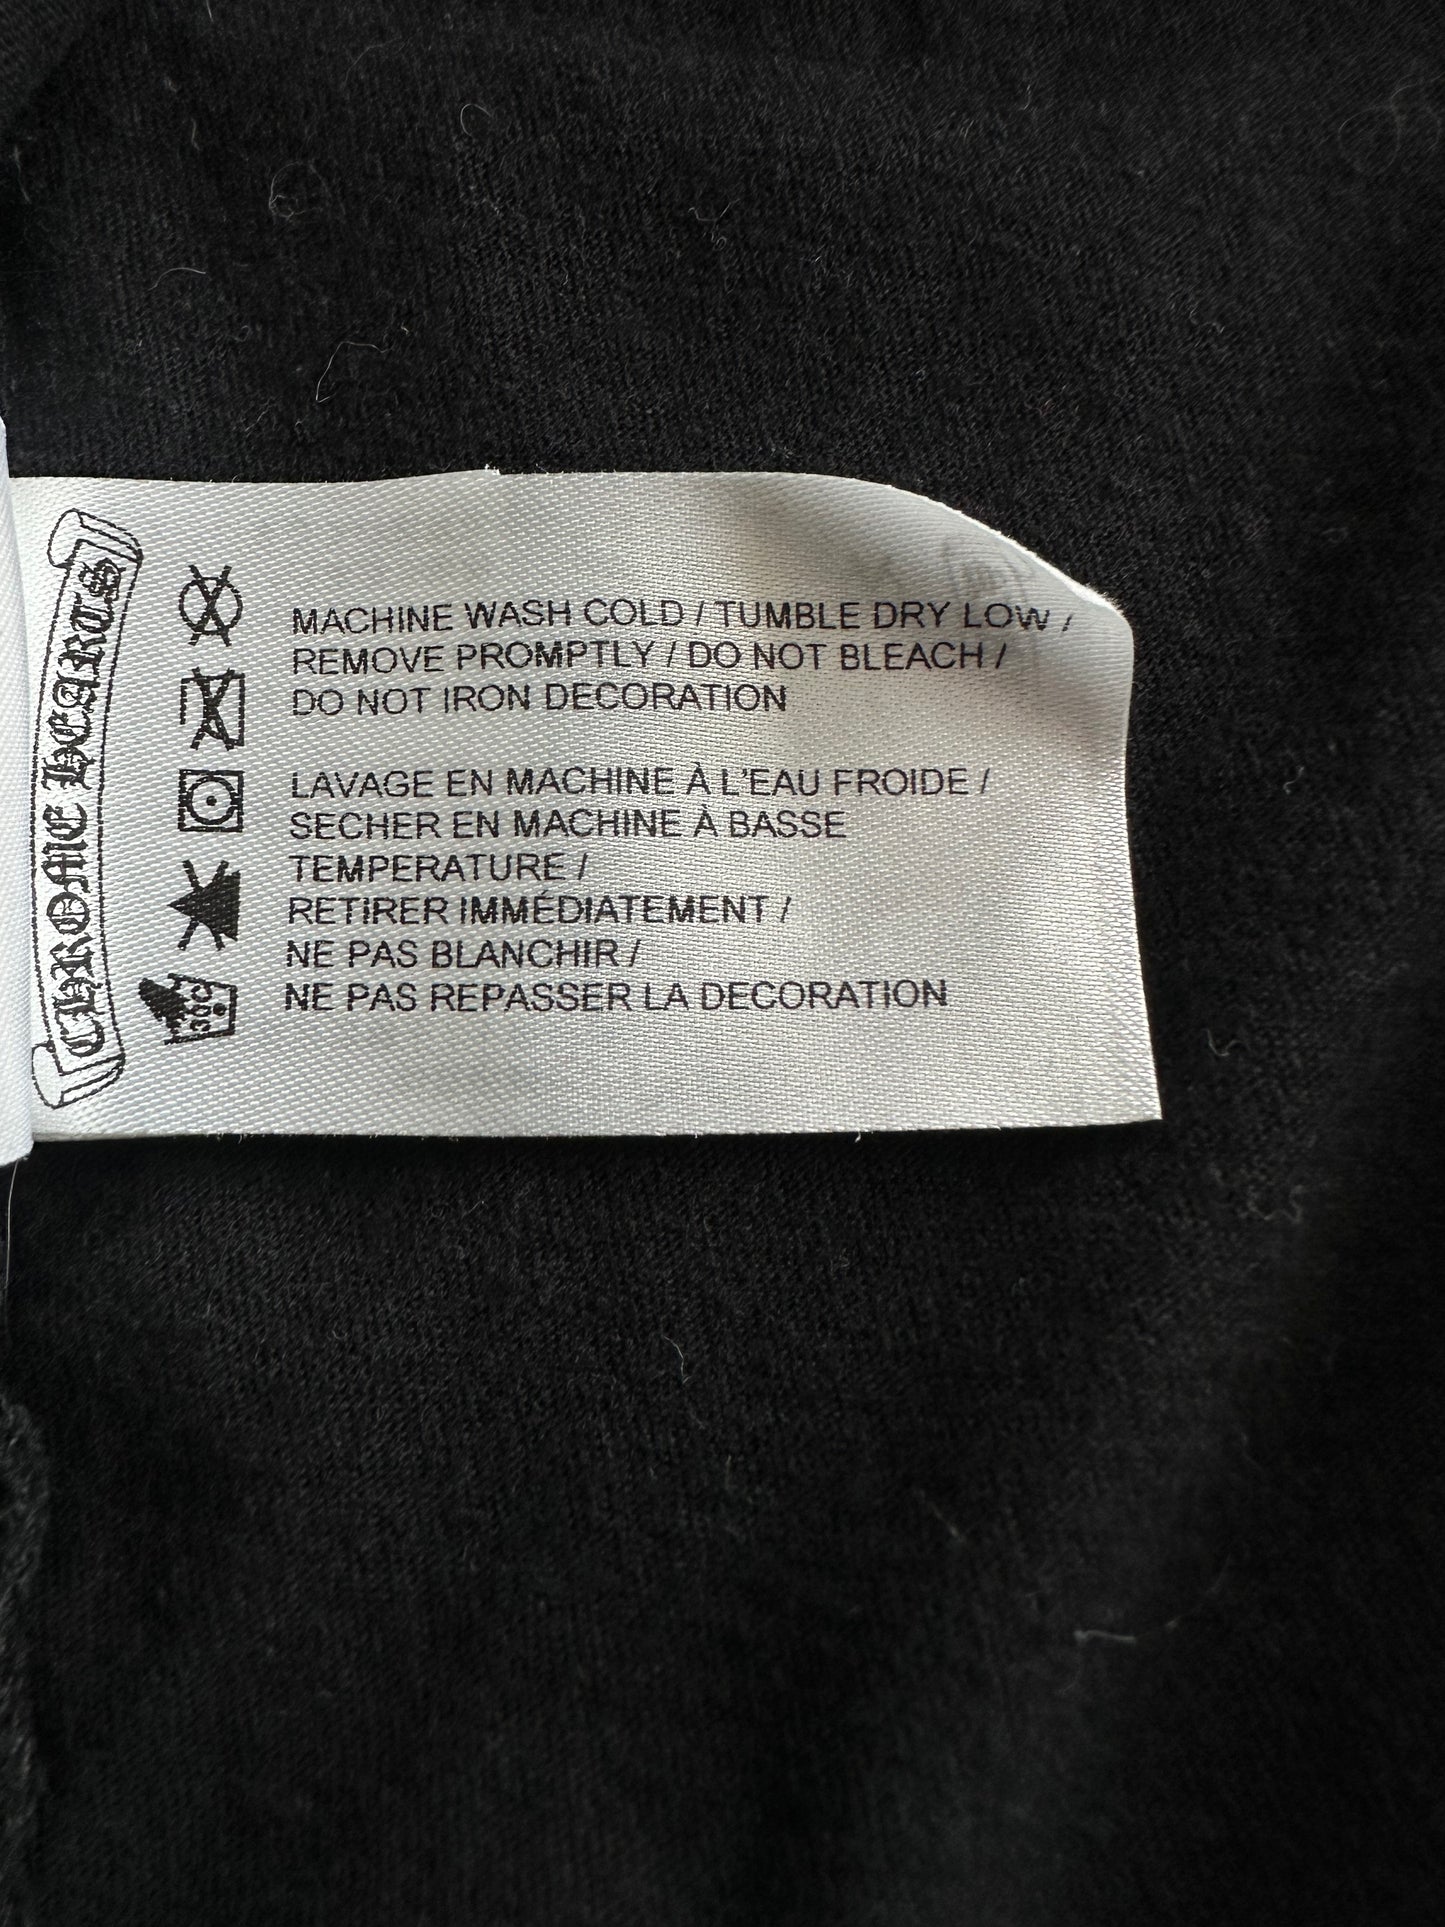 CHROME HEARTS
MACHINE WASH COLD / TUMBLE DRY LOW /
REMOVE PROMPTLY / DO NOT BLEACH /
DO NOT IRON DECORATION
LAVAGE EN MACHINE À L'EAU FROIDE /
SECHER EN MACHINE À BASSE
TEMPERATURE /
RETIRER IMMÉDIATEMENT /
NE PAS BLANCHIR /
NE PAS REPASSER LA DECORATION
30C